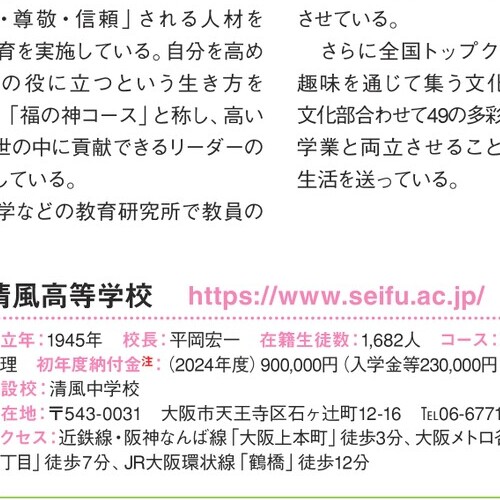 ・尊敬・信頼」される人材を
育を実施している。自分を高め
の役に立つという生き方を
「福の神コース」と称し、高い
世の中に貢献できるリーダーの
している。
学などの教育研究所で教員の
させている。
さらに全国トップク
趣味を通じて集う文化
文化部合わせて49の多彩
学業と両立させること
生活を送っている。
清風高等学校 https://www.seifu.ac.jp/
立年：1945年 校長：平岡宏一 在籍生徒数：1,682人 コース：
理 初年度納付金注：（2024年度）900,000円（入学金等230,000円
設校：清風中学校
在地：〒543-0031 大阪市天王寺区石ヶ辻町12-16 TEL06-6771
クセス：近鉄線・阪神なんば線「大阪上本町」徒歩3分、大阪メトロ谷
丁目」徒歩7分、JR大阪環状線「鶴橋」徒歩12分